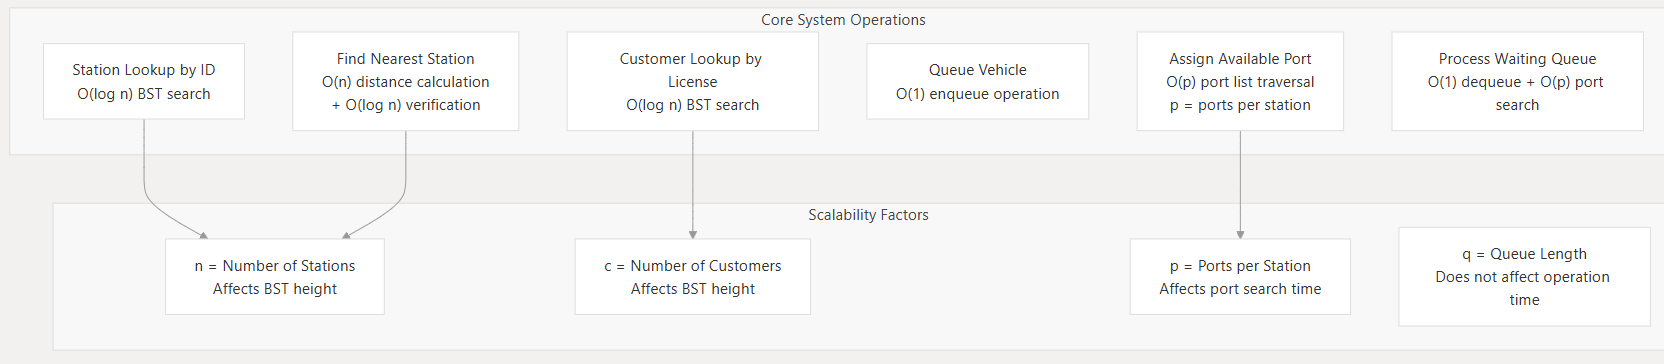 Core System Operations
Station Lookup by ID
O(log n) BST search
Find Nearest Station
O(n) distance calculation
+ O(log n) verification
Customer Lookup by
License
O(log n) BST search
Queue Vehicle
O(1) enqueue operation
Assign Available Port
O(p) port list traversal
p = ports per station
Process Waiting Queue
O(1) dequeue + O(p) port
search
Scalability Factors
n = Number of Stations
Affects BST height
c = Number of Customers
Affects BST height
p = Ports per Station
Affects port search time
q = Queue Length
Does not affect operation
time